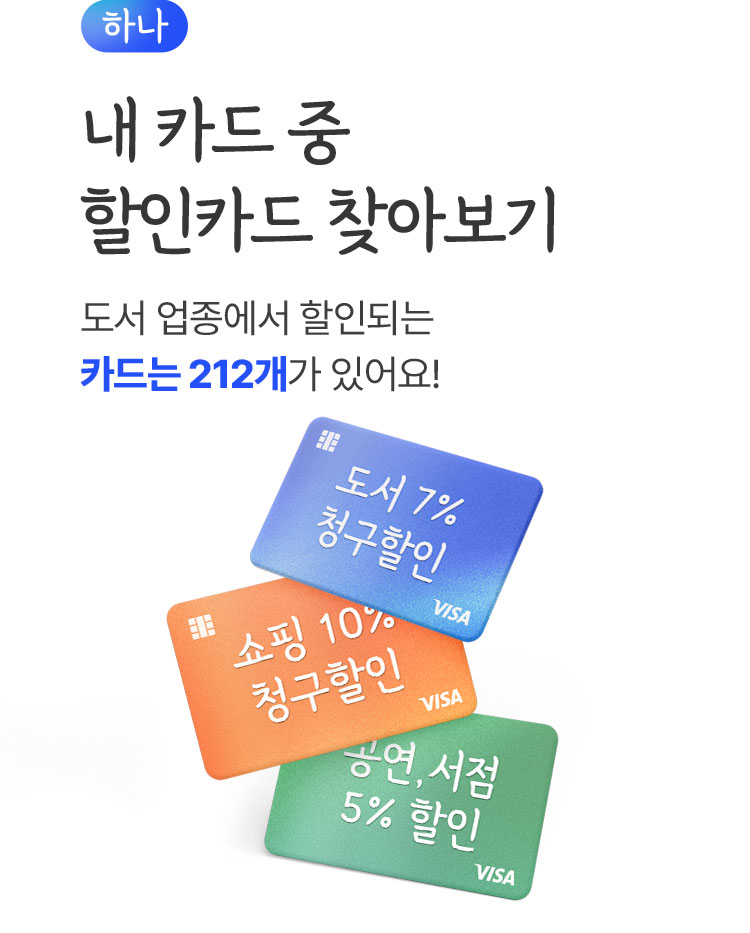 하나
내 카드 중
할인카드 찾아보기
도서 업종에서 할인되는
카드는 212개가 있어요!
도서 7%
청구할인
VISA
쇼핑 10%
청구할인
VISA
공연, 서점
5% 할인
VISA